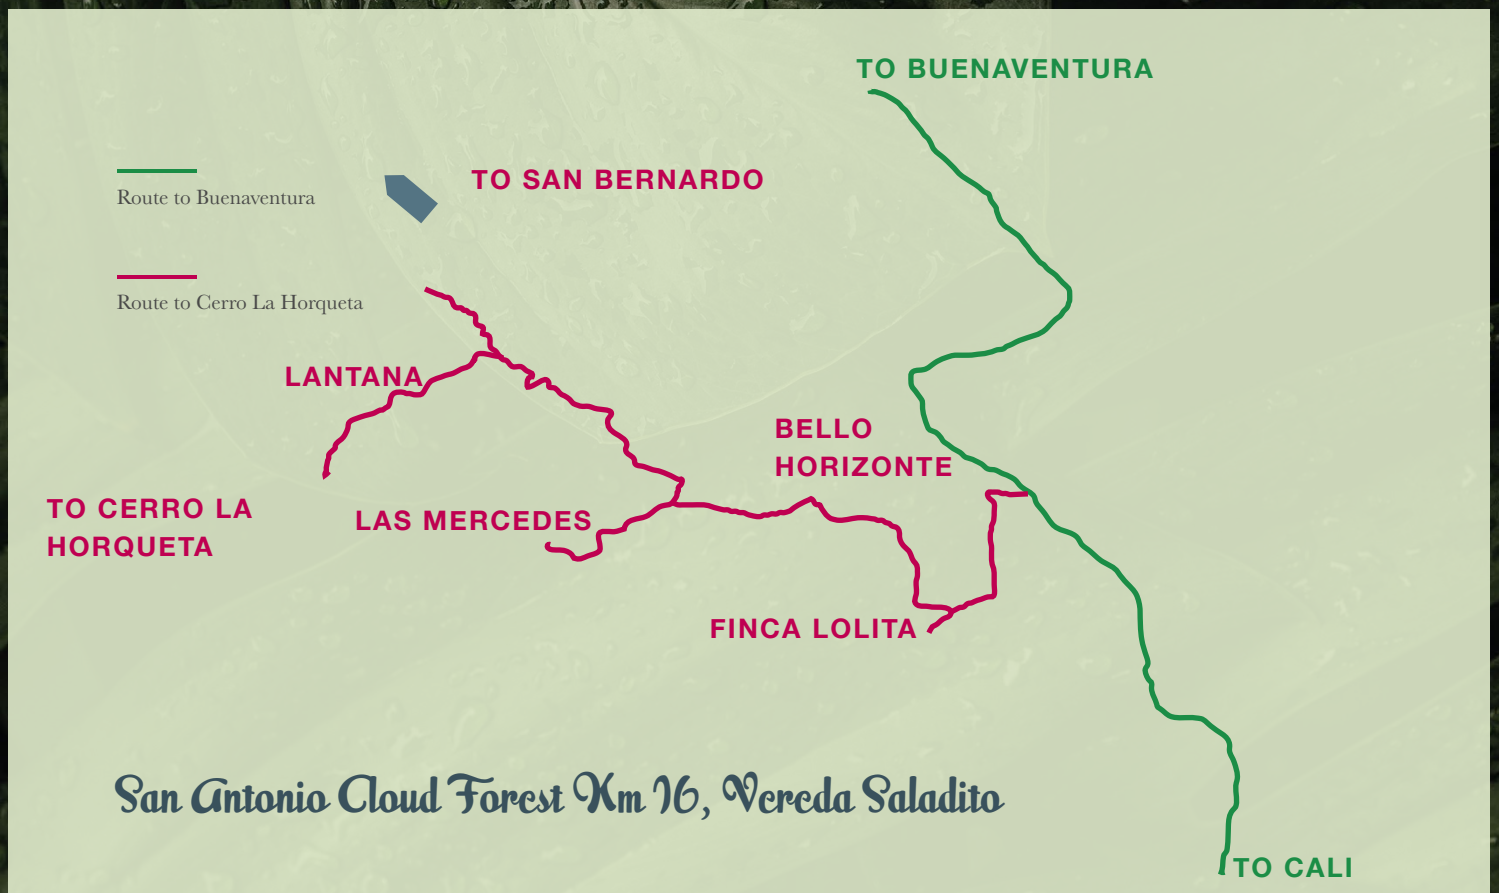 TO BUENAVENTURA
Route to Buenaventura
TO SAN BERNARDO
Route to Cerro La Horqueta
LANTANA
BELLO
HORIZONTE
TO CERRO LA
HORQUETA
LAS MERCEDES
FINCA LOLITA
San Antonio Cloud Forest Km 16, Vereda Saladito
TO CALI